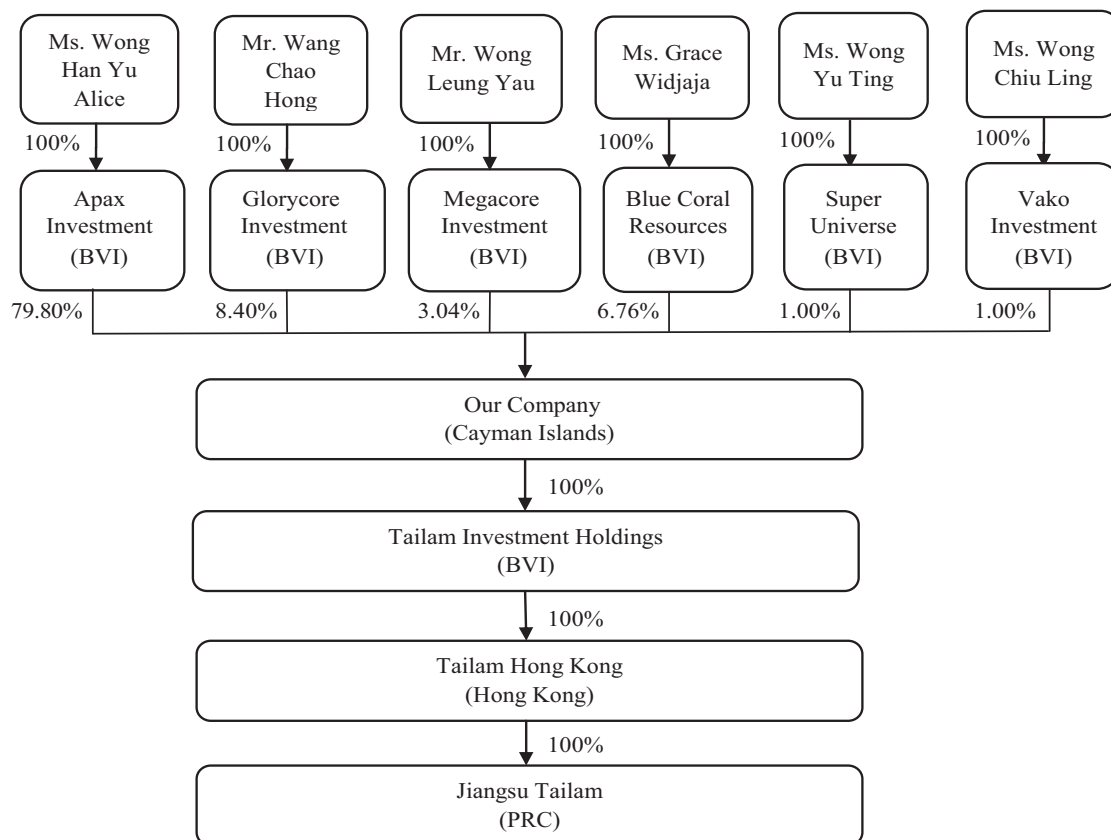 Ms. Wong
Han Yu
Alice
Mr. Wang
Chao
Hong
Mr. Wong
Leung Yau
Ms. Grace
Widjaja
Ms. Wong
Yu Ting
Ms. Wong
Chiu Ling
100%
100%
100%
100%
100%
100%
Apax
Investment
(BVI)
Glorycore
Investment
(BVI)
Megacore
Investment
(BVI)
Blue Coral
Resources
(BVI)
Super
Universe
(BVI)
Vako
Investment
(BVI)
79.80%
8.40%
3.04%
6.76%
1.00%
1.00%
Our Company
(Cayman Islands)
100%
Tailam Investment Holdings
(BVI)
100%
Tailam Hong Kong
(Hong Kong)
100%
Jiangsu Tailam
(PRC)